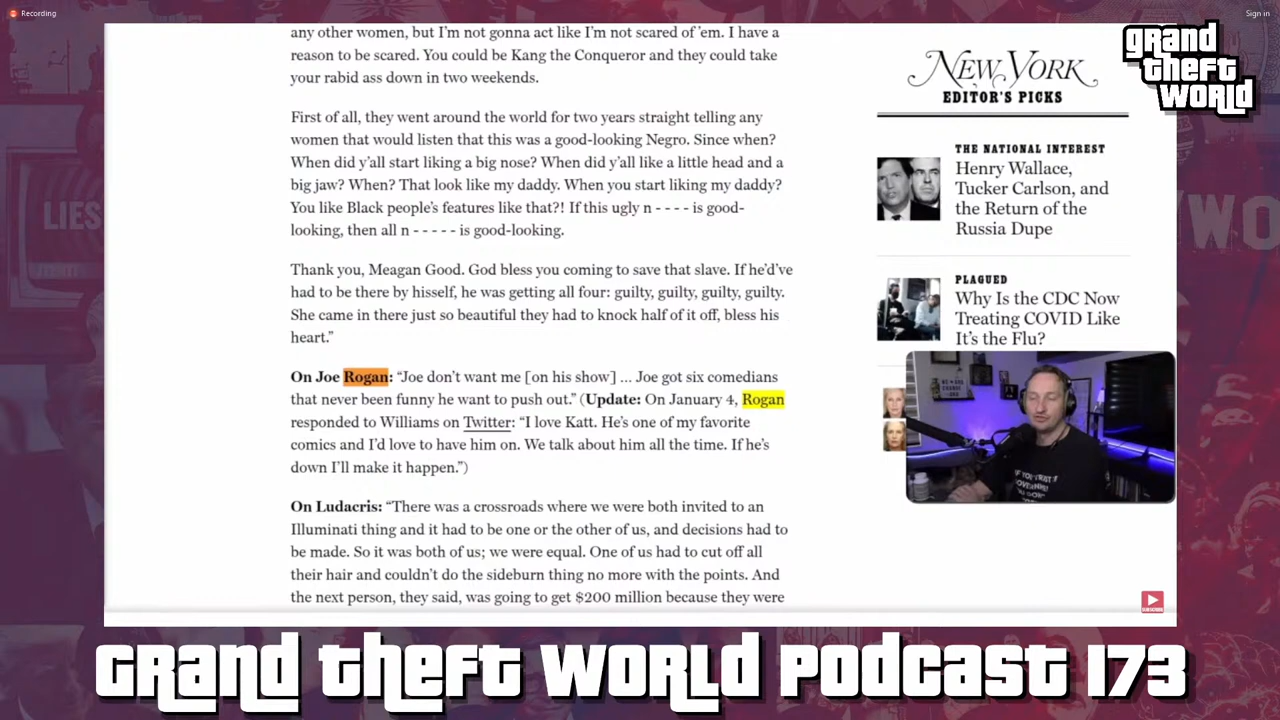 Recording
Sign in
any other women, but I'm not gonna act like I'm not scared of 'em. I have a
reason to be scared. You could be Kang the Conqueror and they could take
your rabid ass down in two weekends.
First of all, they went around the world for two years straight telling any
women that would listen that this was a good-looking Negro. Since when?
When did y'all start liking a big nose? When did y'all like a little head and a
big jaw? When? That look like my daddy. When you start liking my daddy?
You like Black people's features like that?! If this ugly n - - - - is good-
looking, then all n - - - - - is good-looking.
Thank you, Meagan Good. God bless you coming to save that slave. If he'd've
had to be there by hisself, he was getting all four: guilty, guilty, guilty, guilty.
She came in there just so beautiful they had to knock half of it off, bless his
heart."
On Joe Rogan: "Joe don't want me [on his show] ... Joe got six comedians
that never been funny he want to push out." (Update: On January 4, Rogan
responded to Williams on Twitter: "I love Katt. He's one of my favorite
comics and I'd love to have him on. We talk about him all the time. If he's
down I'll make it happen.")
On Ludacris: "There was a crossroads where we were both invited to an
Illuminati thing and it had to be one or the other of us, and decisions had to
be made. So it was both of us; we were equal. One of us had to cut off all
their hair and couldn't do the sideburn thing no more with the points. And
the next person, they said, was going to get $200 million because they were
NEW YORK
EDITOR'S PICKS
THE NATIONAL INTEREST
Henry Wallace,
Tucker Carlson, and
the Return of the
Russia Dupe
PLAGUED
Why Is the CDC Now
Treating COVID Like
It's the Flu?
grand
theft
world
LIES
WO
SUBSCRIBE
GRAND THEFT WORLD PODCAST 173